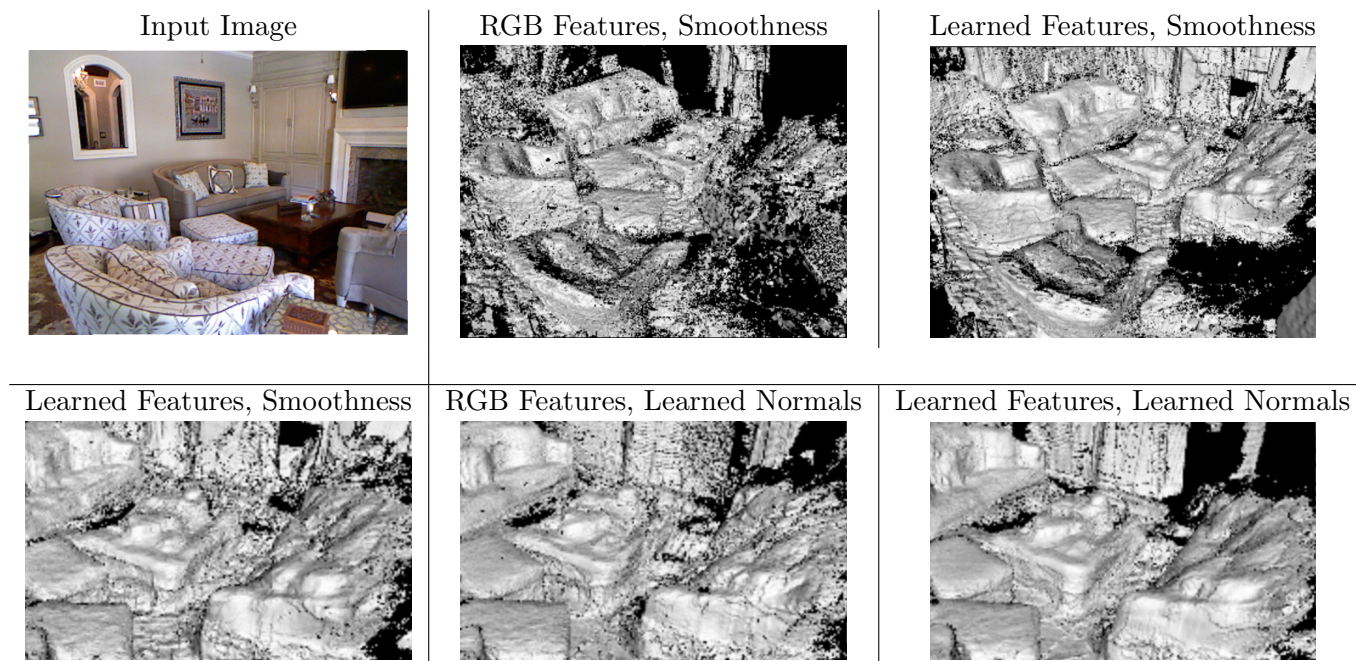 Input Image
RGB Features, Smoothness
Learned Features, Smoothness
Learned Features, Smoothness
RGB Features, Learned Normals
Learned Features, Learned Normals